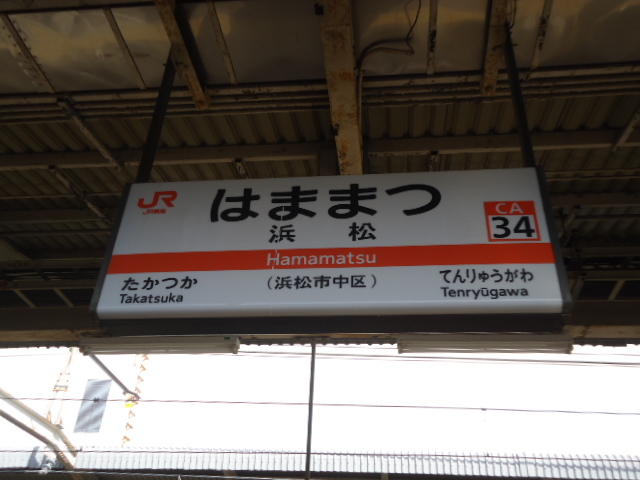 JR
JR東海
はままつ
浜松
CA
34
Hamamatsu
たかつか
Takatsuka
(浜松市中区)
てんりゅうがわ
Tenryūgawa